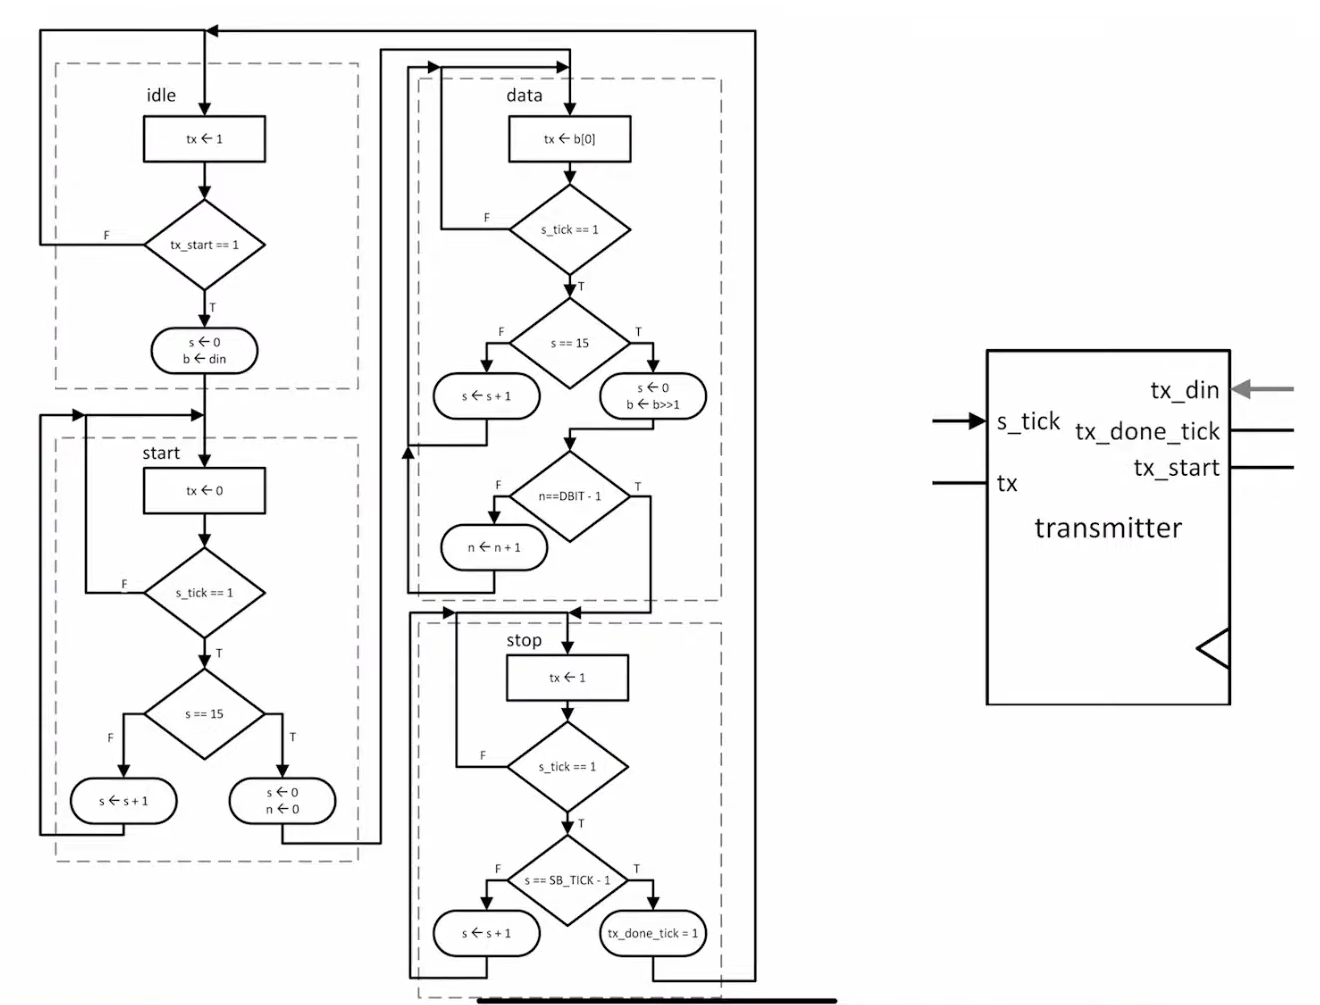 idle
tx ← 1
tx_start == 1
F
T
s ← 0
b ← din
start
tx ← 0
s_tick == 1
F
T
s == 15
F
T
s ← s + 1
s ← 0
n ← 0
data
tx ← b[0]
s_tick == 1
F
T
s == 15
F
T
s ← s + 1
s ← 0
b ← b>>1
n==DBIT - 1
F
T
n ← n + 1
stop
tx ← 1
s_tick == 1
F
T
s == SB_TICK - 1
F
T
s ← s + 1
tx_done_tick = 1
tx_din
s_tick
tx_done_tick
tx_start
tx
transmitter